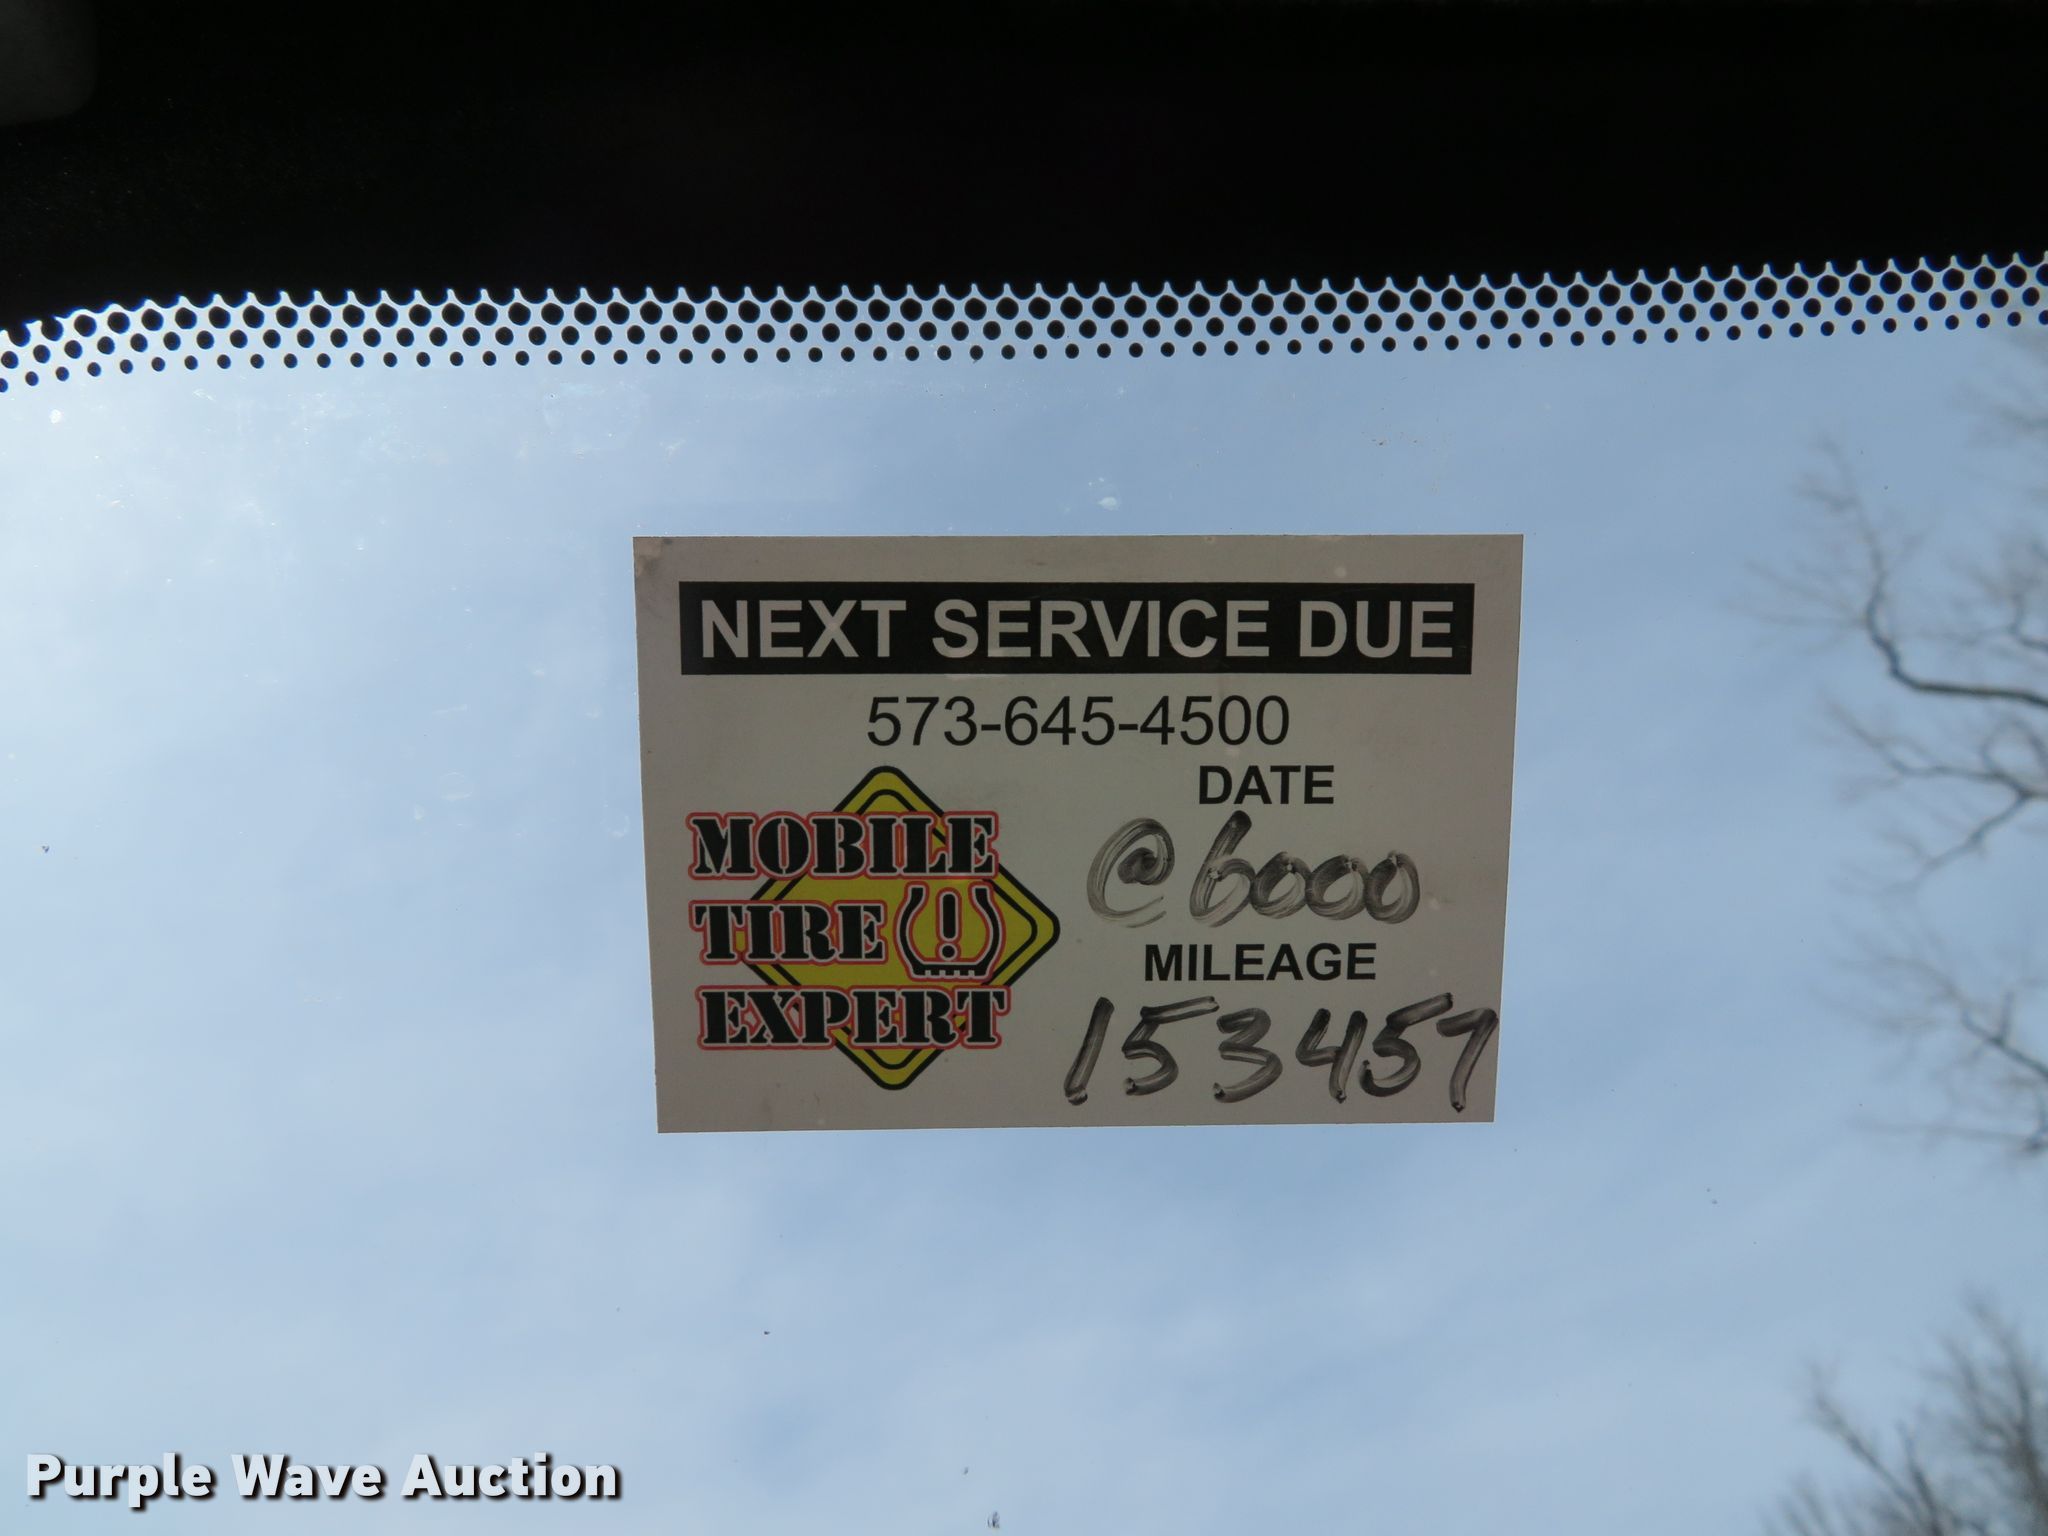 NEXT SERVICE DUE
573-645-4500
DATE
@6000
MOBILE
TIRE
EXPERT
MILEAGE
153457
Purple Wave Auction